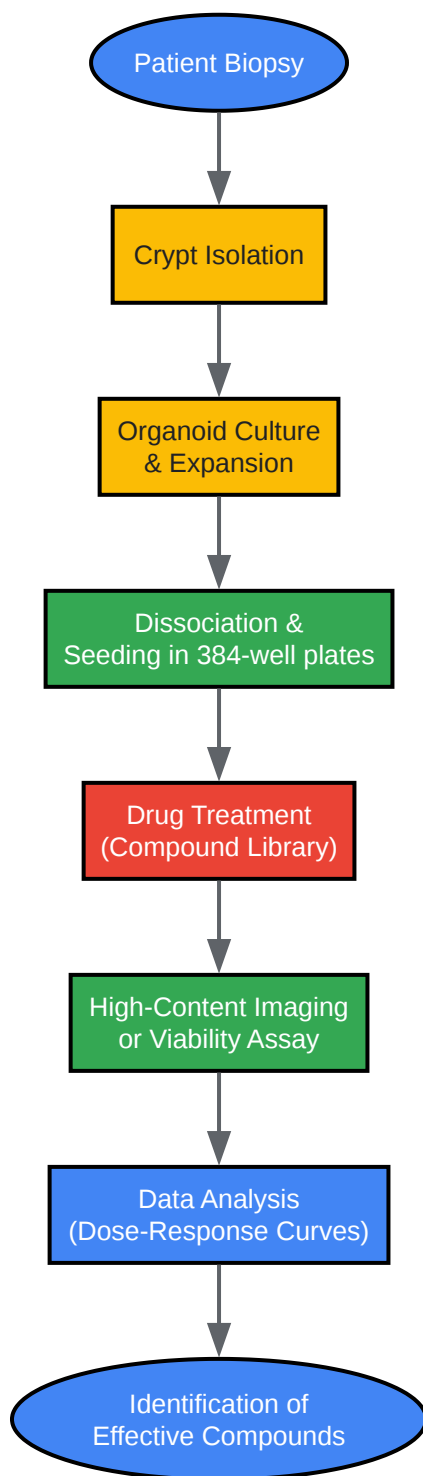 Patient Biopsy
Crypt Isolation
Organoid Culture
& Expansion
Dissociation &
Seeding in 384-well plates
Drug Treatment
(Compound Library)
High-Content Imaging
or Viability Assay
Data Analysis
(Dose-Response Curves)
Identification of
Effective Compounds